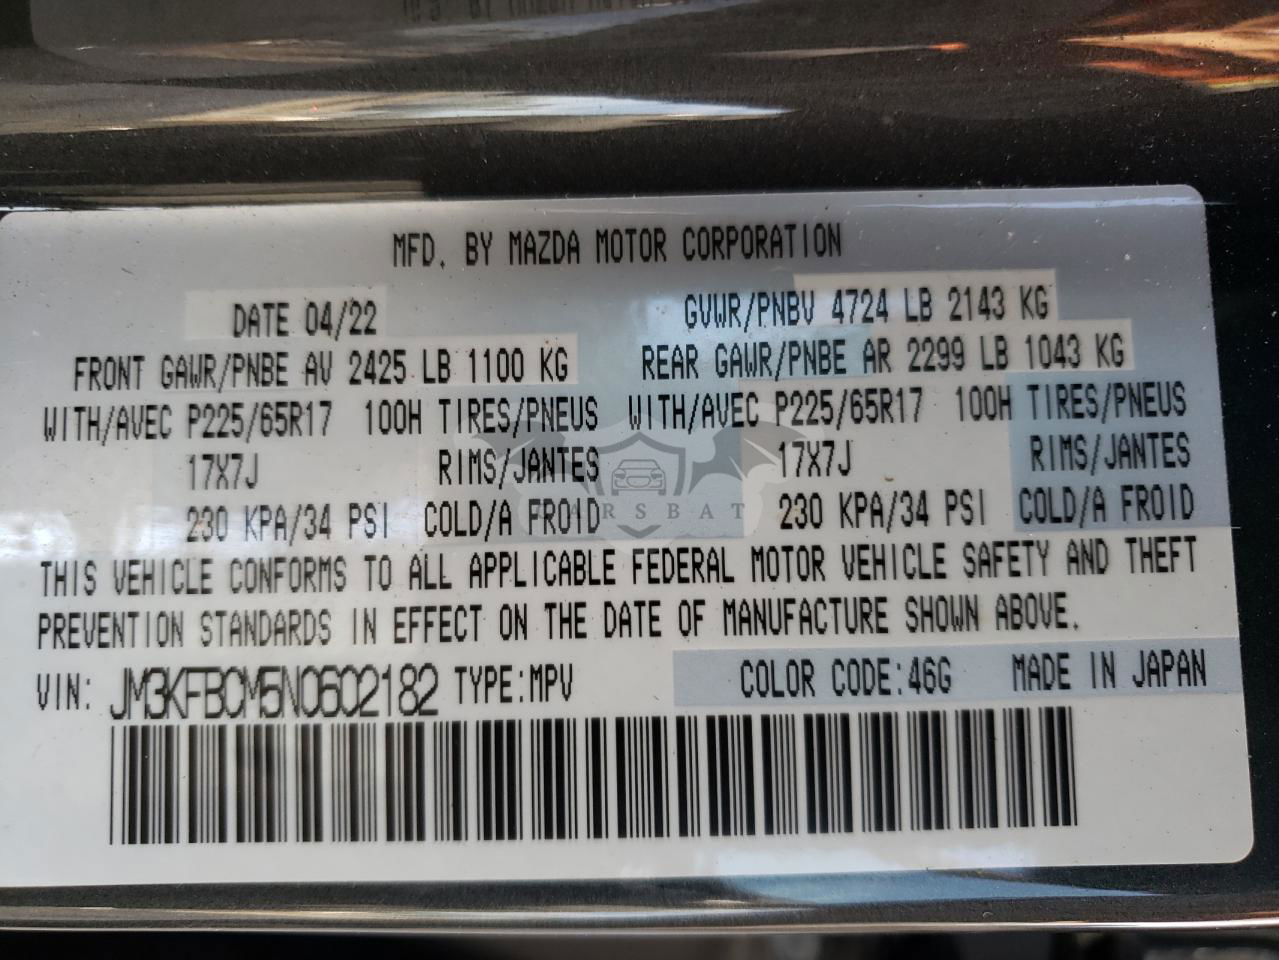 MFD. BY MAZDA MOTOR CORPORATION
DATE 04/22 GVWR/PNBV 4724 LB 2143 KG
FRONT GAWR/PNBE AV 2425 LB 1100 KG REAR GAWR/PNBE AR 2299 LB 1043 KG
WITH/AVEC P225/65R17 100H TIRES/PNEUS WITH/AVEC P225/65R17 100H TIRES/PNEUS
17X7J RIMS/JANTES 17X7J RIMS/JANTES
230 KPA/34 PSI COLD/A FROID 230 KPA/34 PSI COLD/A FROID
CARSBAT
THIS VEHICLE CONFORMS TO ALL APPLICABLE FEDERAL MOTOR VEHICLE SAFETY AND THEFT
PREVENTION STANDARDS IN EFFECT ON THE DATE OF MANUFACTURE SHOWN ABOVE.
VIN: JM3KFBCM5N0602182 TYPE:MPV COLOR CODE:46G MADE IN JAPAN